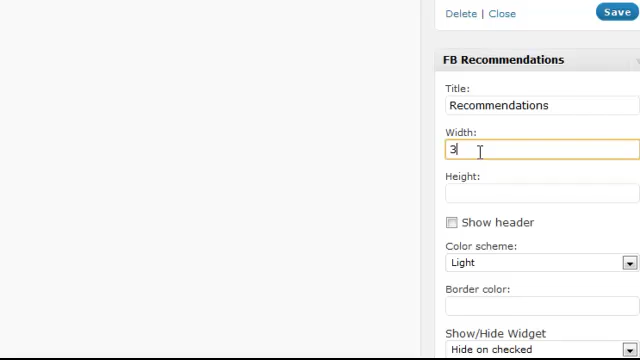 Delete | Close Save
FB Recommendations
Title:
Recommendations
Width:
3
Height:
Show header
Color scheme:
Light
Border color:
Show/Hide Widget
Hide on checked